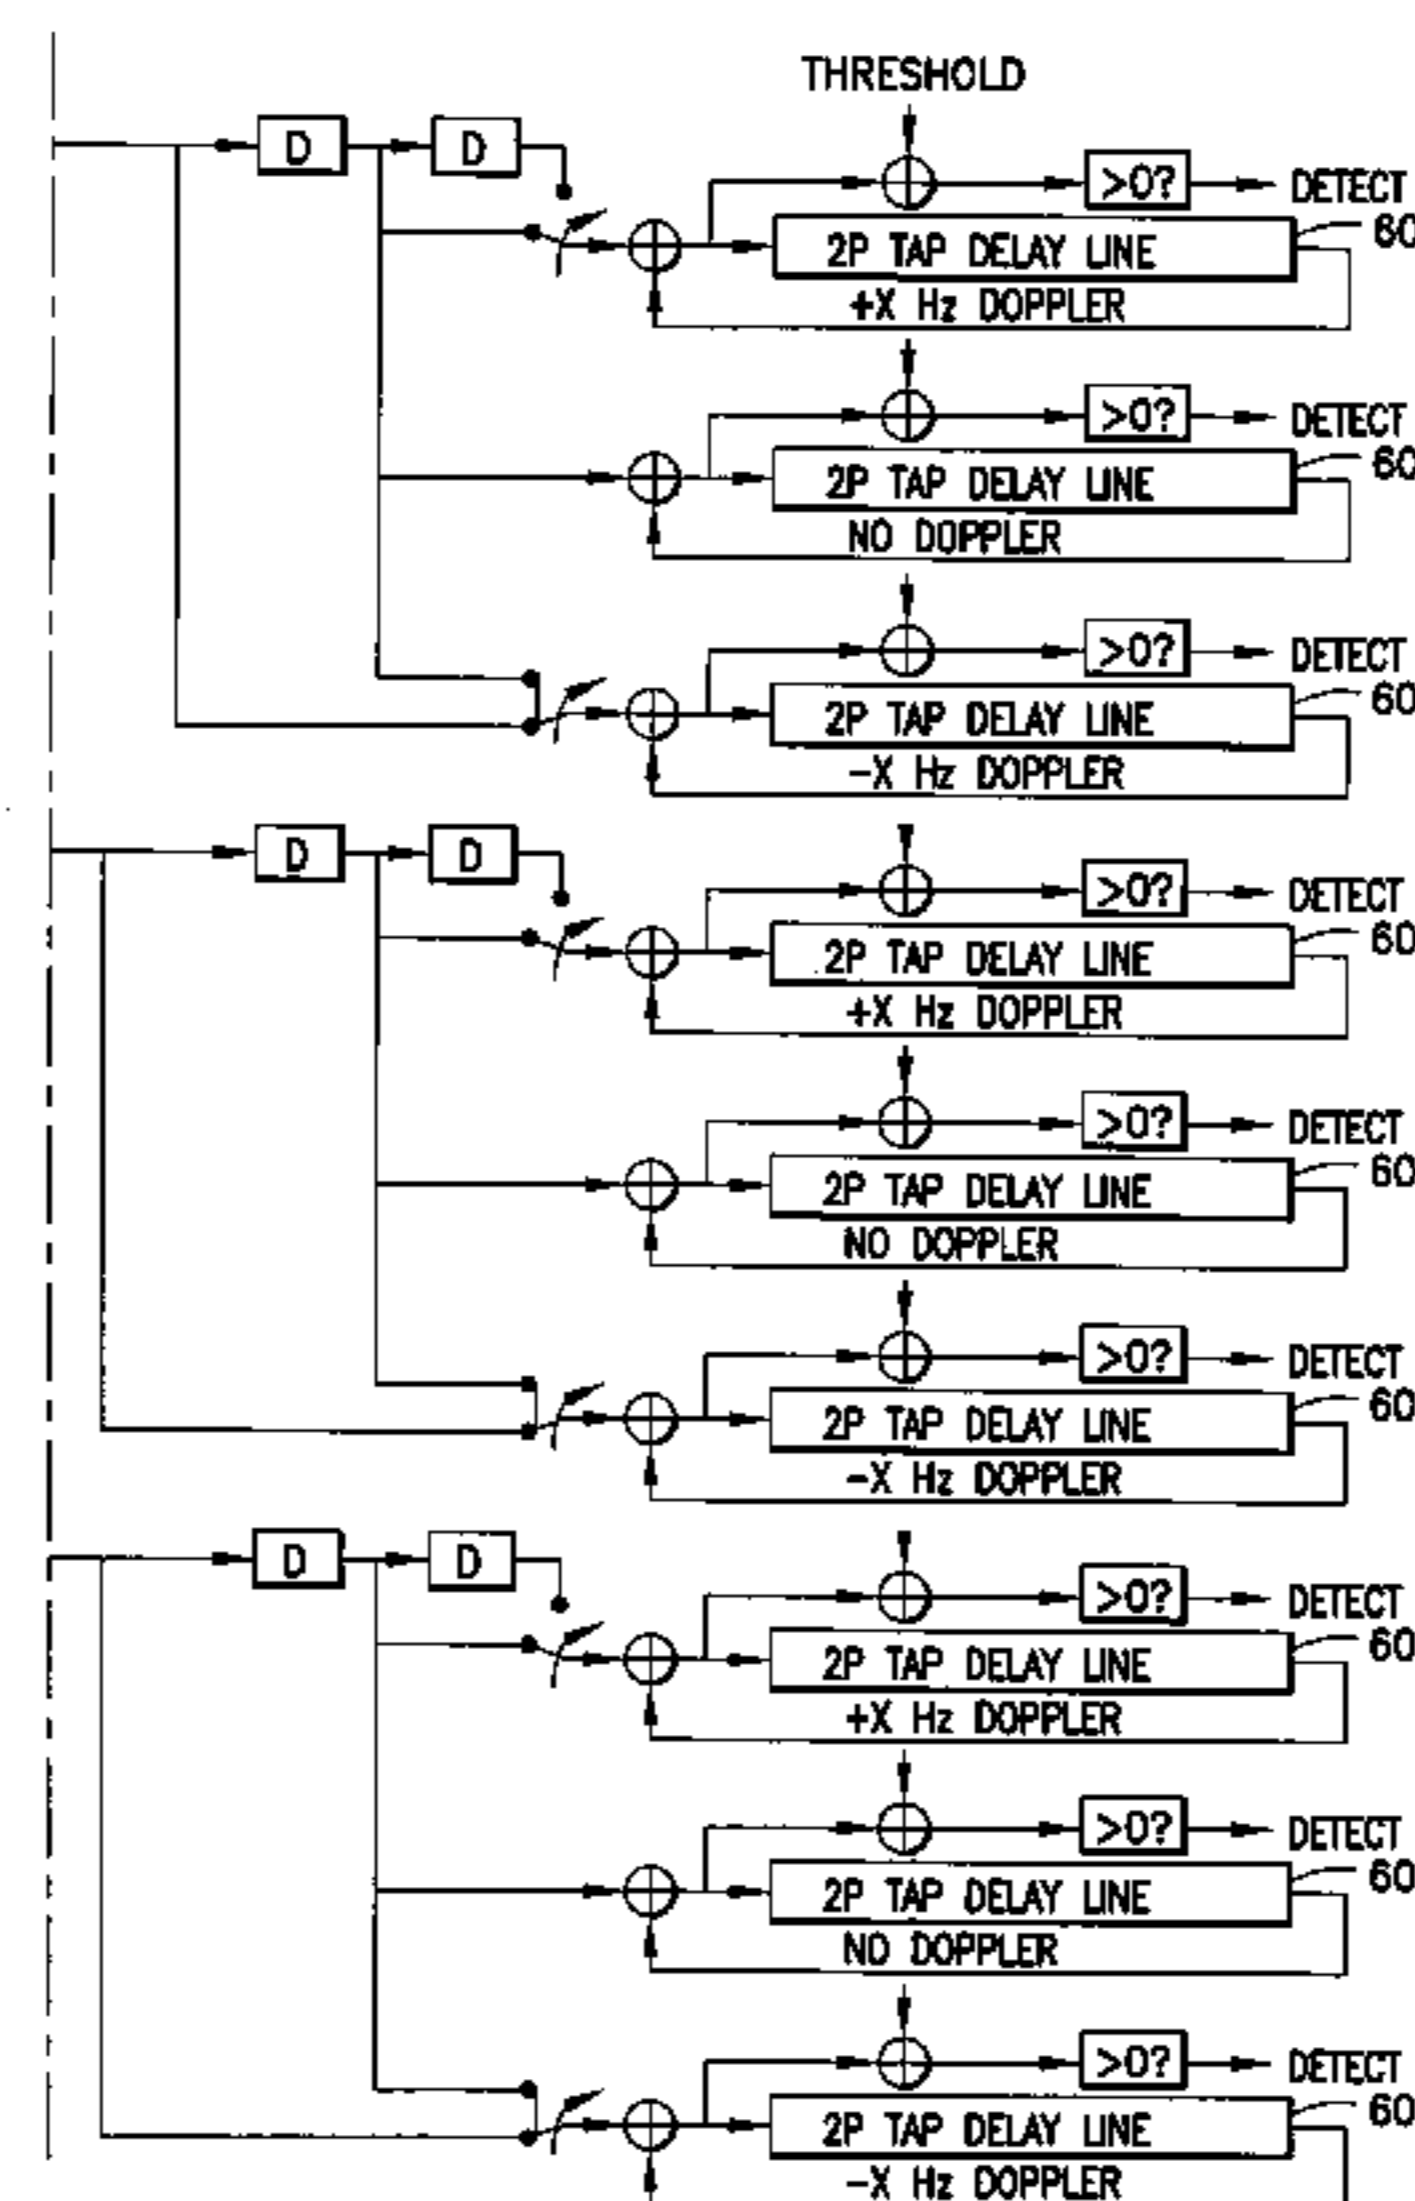 THRESHOLD
D D
>0? DETECT
2P TAP DELAY LINE 60
+X Hz DOPPLER
>0? DETECT
2P TAP DELAY LINE 60
NO DOPPLER
>0? DETECT
2P TAP DELAY LINE 60
-X Hz DOPPLER
D D
>0? DETECT
2P TAP DELAY LINE 60
+X Hz DOPPLER
>0? DETECT
2P TAP DELAY LINE 60
NO DOPPLER
>0? DETECT
2P TAP DELAY LINE 60
-X Hz DOPPLER
D D
>0? DETECT
2P TAP DELAY LINE 60
+X Hz DOPPLER
>0? DETECT
2P TAP DELAY LINE 60
NO DOPPLER
>0? DETECT
2P TAP DELAY LINE 60
-X Hz DOPPLER